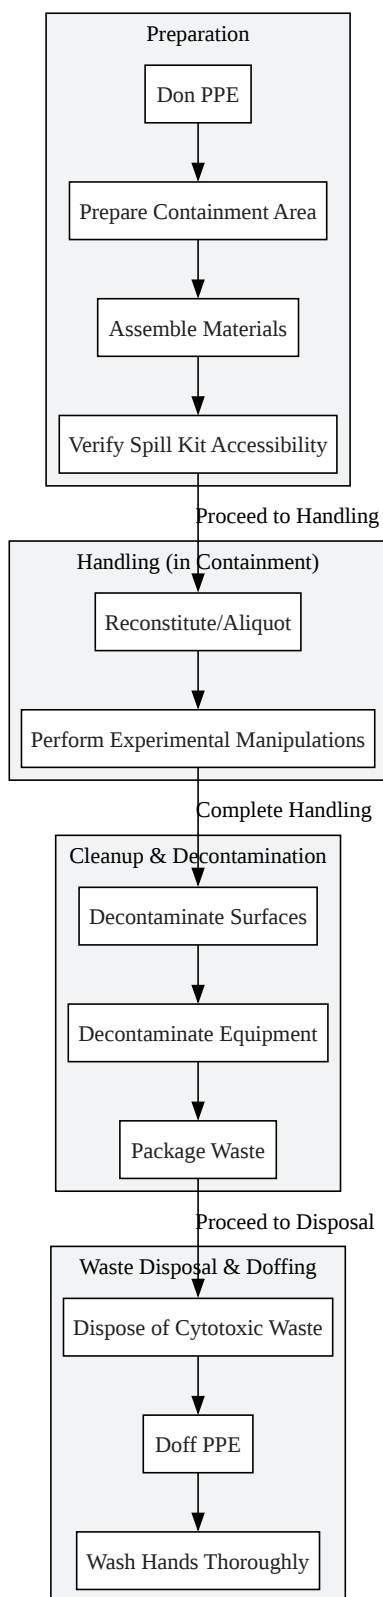 Preparation
Don PPE
Prepare Containment Area
Assemble Materials
Verify Spill Kit Accessibility
Proceed to Handling
Handling (in Containment)
Reconstitute/Aliquot
Perform Experimental Manipulations
Complete Handling
Cleanup & Decontamination
Decontaminate Surfaces
Decontaminate Equipment
Package Waste
Proceed to Disposal
Waste Disposal & Doffing
Dispose of Cytotoxic Waste
Doff PPE
Wash Hands Thoroughly